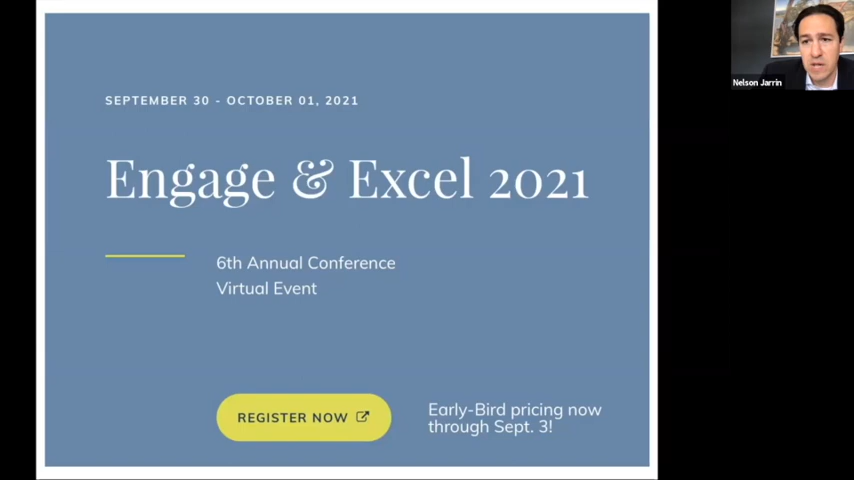 SEPTEMBER 30 - OCTOBER 01, 2021
Engage & Excel 2021
6th Annual Conference
Virtual Event
REGISTER NOW
Early-Bird pricing now
through Sept. 3!
Nelson Jarrin